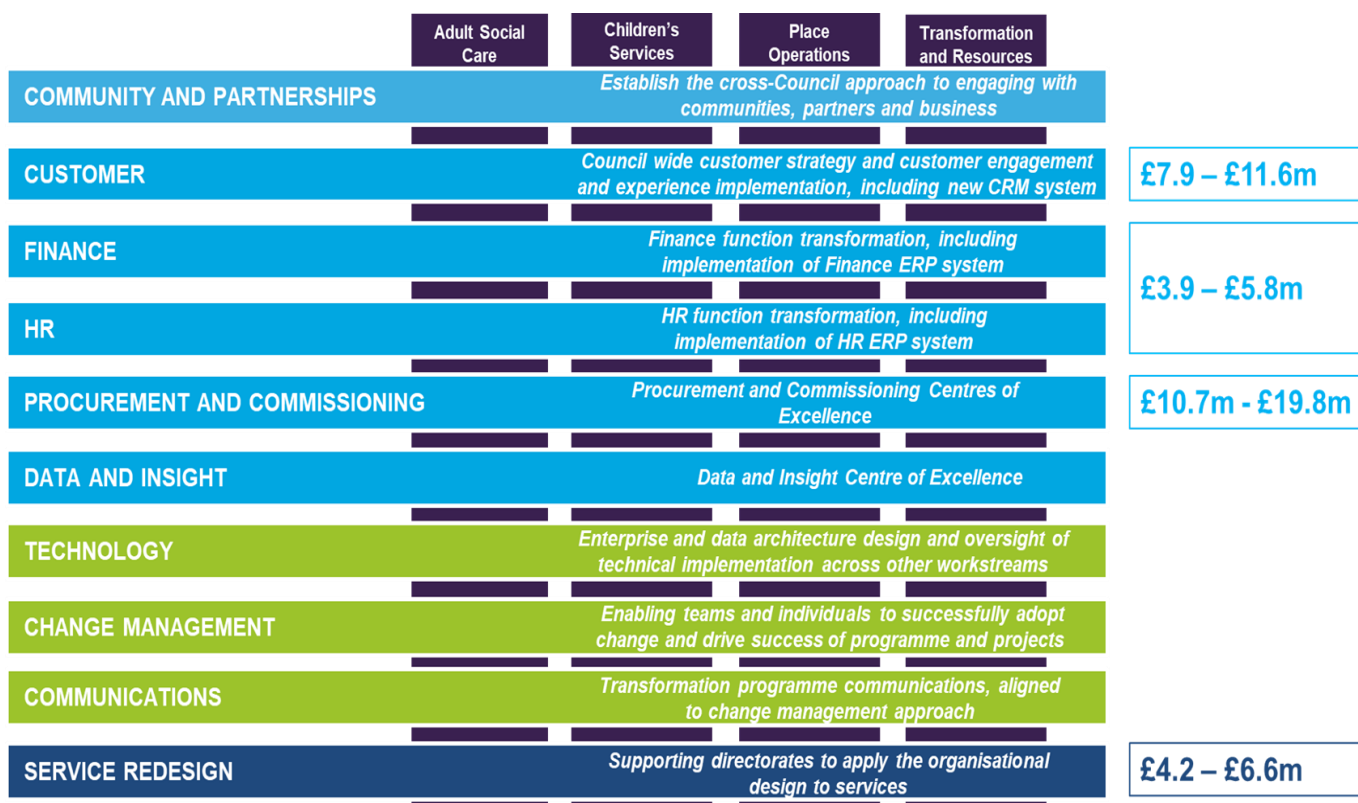 Adult Social
Care
Children’s
Services
Place
Operations
Transformation
and Resources
COMMUNITY AND PARTNERSHIPS
Establish the cross-Council approach to engaging with
communities, partners and business
CUSTOMER
Council wide customer strategy and customer engagement
and experience implementation, including new CRM system
£7.9 – £11.6m
FINANCE
Finance function transformation, including
implementation of Finance ERP system
£3.9 – £5.8m
HR
HR function transformation, including
implementation of HR ERP system
PROCUREMENT AND COMMISSIONING
Procurement and Commissioning Centres of
Excellence
£10.7m - £19.8m
DATA AND INSIGHT
Data and Insight Centre of Excellence
TECHNOLOGY
Enterprise and data architecture design and oversight of
technical implementation across other workstreams
CHANGE MANAGEMENT
Enabling teams and individuals to successfully adopt
change and drive success of programme and projects
COMMUNICATIONS
Transformation programme communications, aligned
to change management approach
SERVICE REDESIGN
Supporting directorates to apply the organisational
design to services
£4.2 – £6.6m